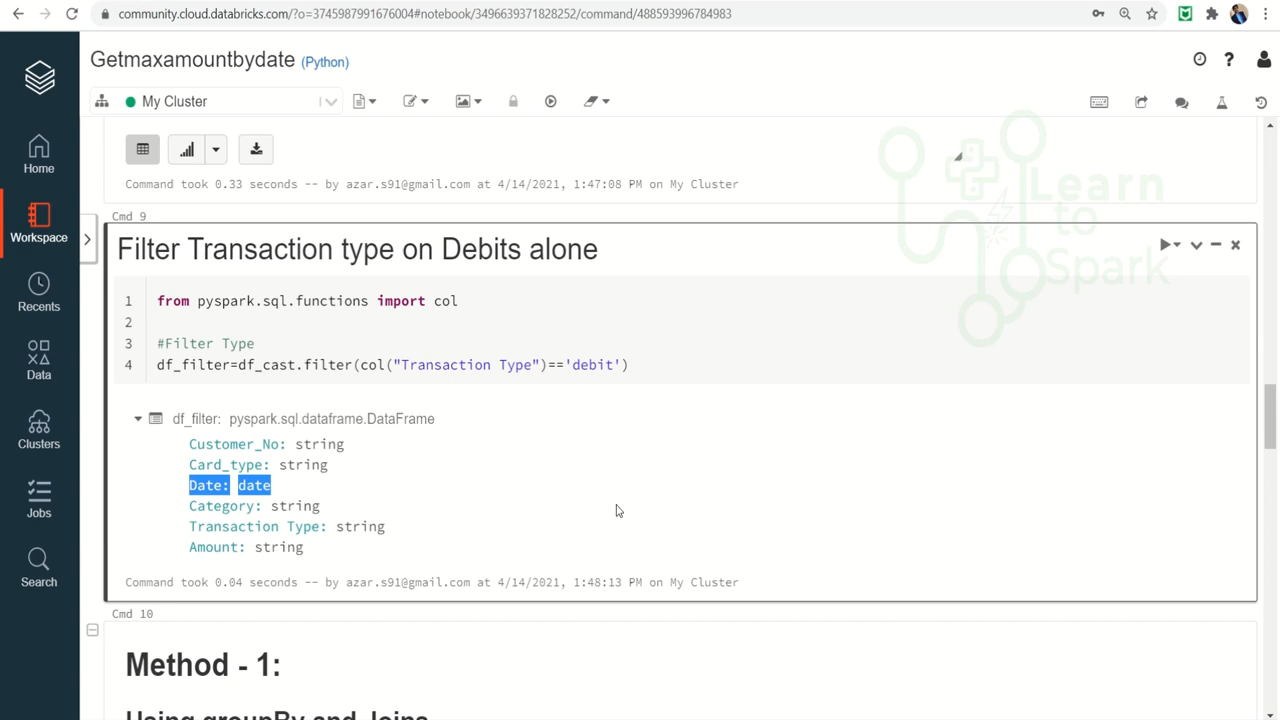 community.cloud.databricks.com/?o=3745987991676004#notebook/3496639371828252/command/488593996784983
Getmaxamountbydate (Python)
My Cluster
Home
Workspace
Recents
Data
Clusters
Jobs
Search
Command took 0.33 seconds -- by azar.s91@gmail.com at 4/14/2021, 1:47:08 PM on My Cluster
Learn
to
Spark
Cmd 9
Filter Transaction type on Debits alone
1 from pyspark.sql.functions import col
2
3 #Filter Type
4 df_filter=df_cast.filter(col("Transaction Type")=='debit')
df_filter: pyspark.sql.dataframe.DataFrame
Customer_No: string
Card_type: string
Date: date
Category: string
Transaction Type: string
Amount: string
Command took 0.04 seconds -- by azar.s91@gmail.com at 4/14/2021, 1:48:13 PM on My Cluster
Cmd 10
Method - 1:
Using groupBy and Joins